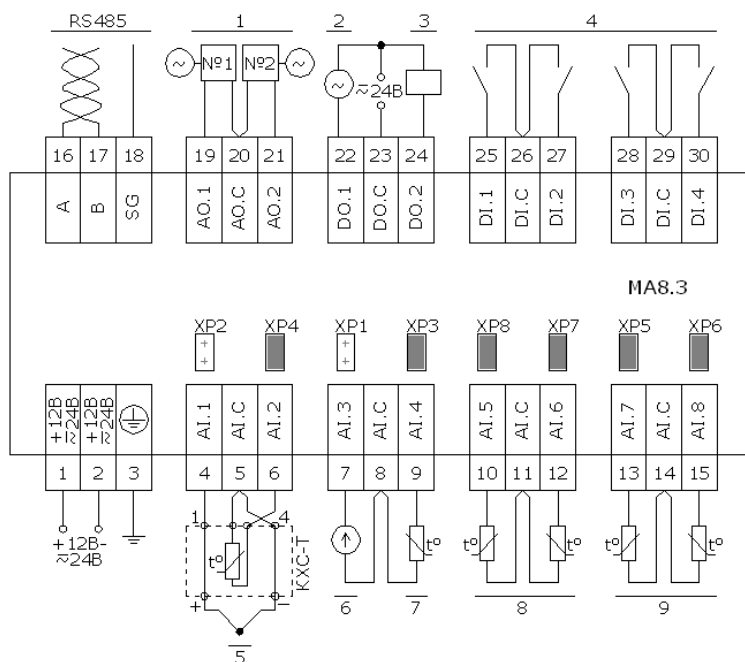 RS485 1 2 3 4
№1 №2 ≂24В
16 17 18 19 20 21 22 23 24 25 26 27 28 29 30
A B SG AO.1 AO.C AO.2 DO.1 DO.C DO.2 DI.1 DI.C DI.2 DI.3 DI.C DI.4
MA8.3
XP2 XP4 XP1 XP3 XP8 XP7 XP5 XP6
+12В ≂24В +12В ≂24В AI.1 AI.C AI.2 AI.3 AI.C AI.4 AI.5 AI.C AI.6 AI.7 AI.C AI.8
1 2 3 4 5 6 7 8 9 10 11 12 13 14 15
1 4
+12В-
≂24В
t° КХС-Т t° t° t° t° t°
+ −
6 7 8 9
5